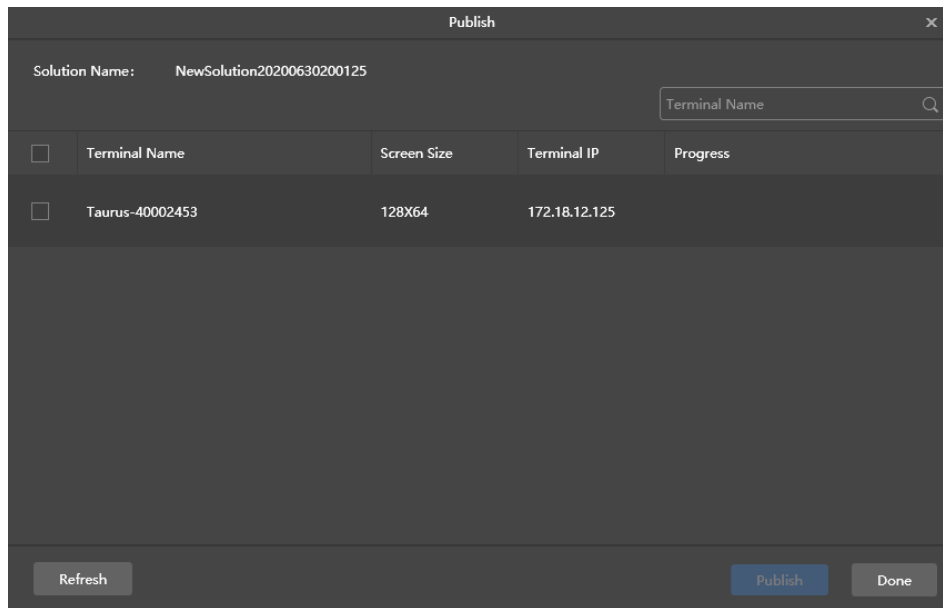 Publish
Solution Name: NewSolution20200630200125
Terminal Name
Terminal Name Screen Size Terminal IP Progress
Taurus-40002453 128X64 172.18.12.125
Refresh Publish Done